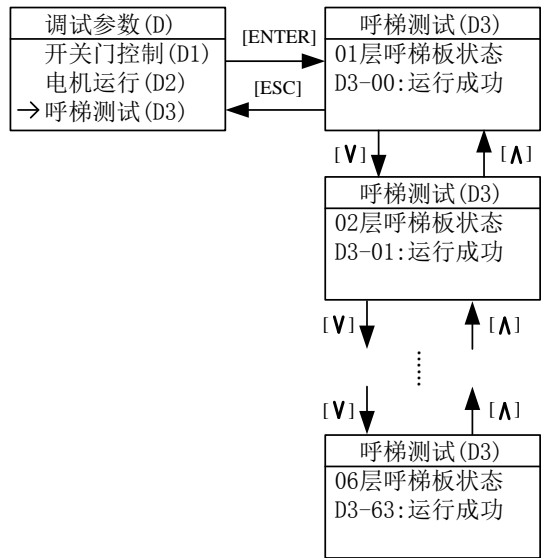 调试参数(D)
开关门控制(D1)
电机运行(D2)
→呼梯测试(D3)
[ENTER]
[ESC]
呼梯测试(D3)
01层呼梯板状态
D3-00:运行成功
[∨]
[∧]
呼梯测试(D3)
02层呼梯板状态
D3-01:运行成功
[∨]
[∧]
......
[∨]
[∧]
呼梯测试(D3)
06层呼梯板状态
D3-63:运行成功